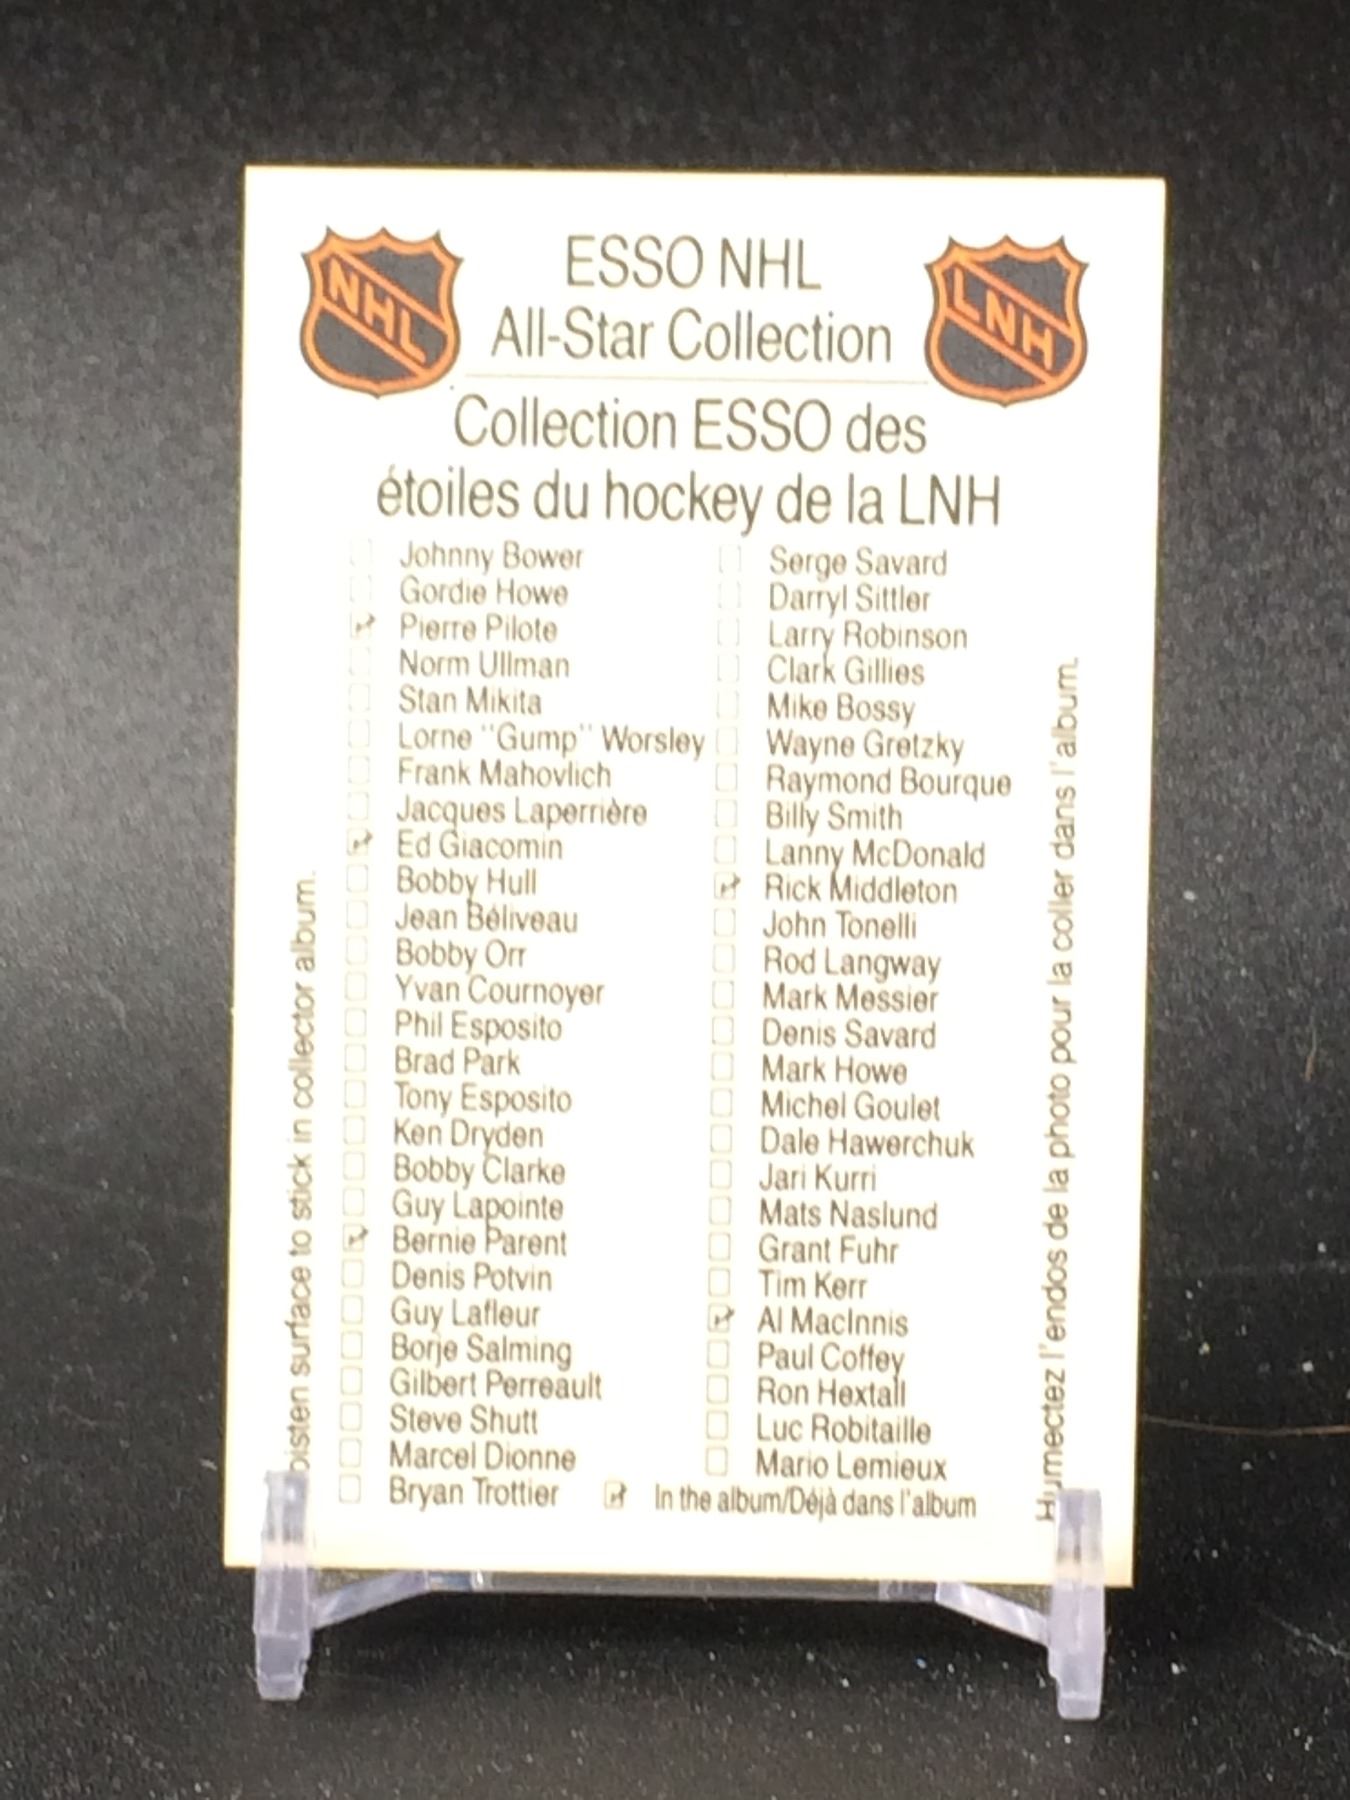 NHL
LNH
ESSO NHL
All-Star Collection
Collection ESSO des
étoiles du hockey de la LNH
Johnny Bower
Gordie Howe
Pierre Pilote
Norm Ullman
Stan Mikita
Lorne "Gump" Worsley
Frank Mahovlich
Jacques Laperrière
Ed Giacomin
Bobby Hull
Jean Béliveau
Bobby Orr
Yvan Cournoyer
Phil Esposito
Brad Park
Tony Esposito
Ken Dryden
Bobby Clarke
Guy Lapointe
Bernie Parent
Denis Potvin
Guy Lafleur
Borje Salming
Gilbert Perreault
Steve Shutt
Marcel Dionne
Bryan Trottier
Serge Savard
Darryl Sittler
Larry Robinson
Clark Gillies
Mike Bossy
Wayne Gretzky
Raymond Bourque
Billy Smith
Lanny McDonald
Rick Middleton
John Tonelli
Rod Langway
Mark Messier
Denis Savard
Mark Howe
Michel Goulet
Dale Hawerchuk
Jari Kurri
Mats Naslund
Grant Fuhr
Tim Kerr
Al MacInnis
Paul Coffey
Ron Hextall
Luc Robitaille
Mario Lemieux
In the album/Déjà dans l'album
oisten surface to stick in collector album.
Humectez l'endos de la photo pour la coller dans l'album.